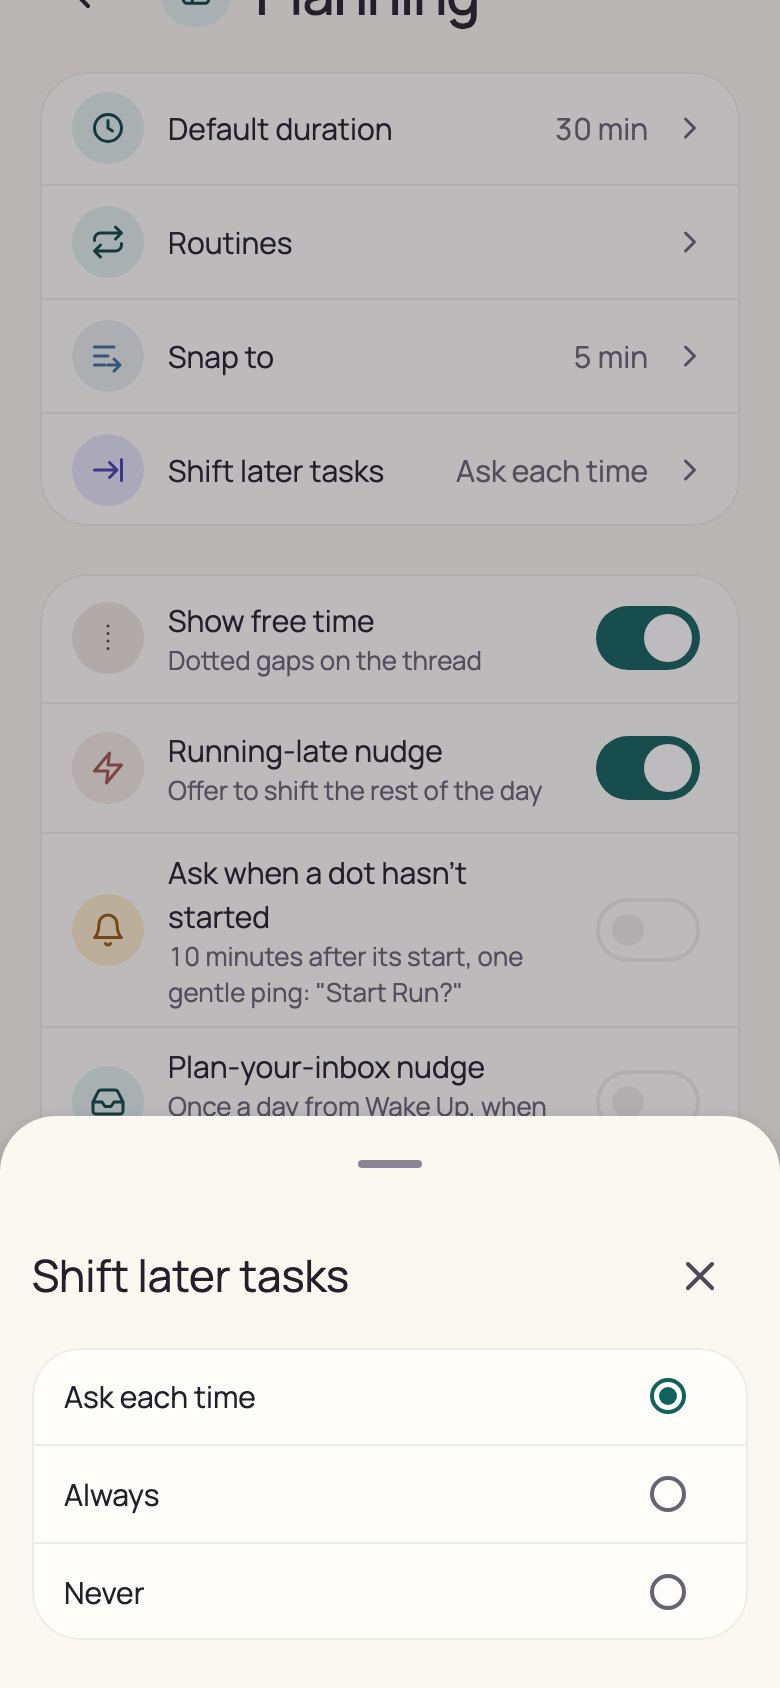 Planning
Default duration
30 min
Routines
Snap to
5 min
Shift later tasks
Ask each time
Show free time
Dotted gaps on the thread
Running-late nudge
Offer to shift the rest of the day
Ask when a dot hasn’t
started
10 minutes after its start, one
gentle ping: "Start Run?"
Plan-your-inbox nudge
Once a day from Wake Up, when
Shift later tasks
Ask each time
Always
Never